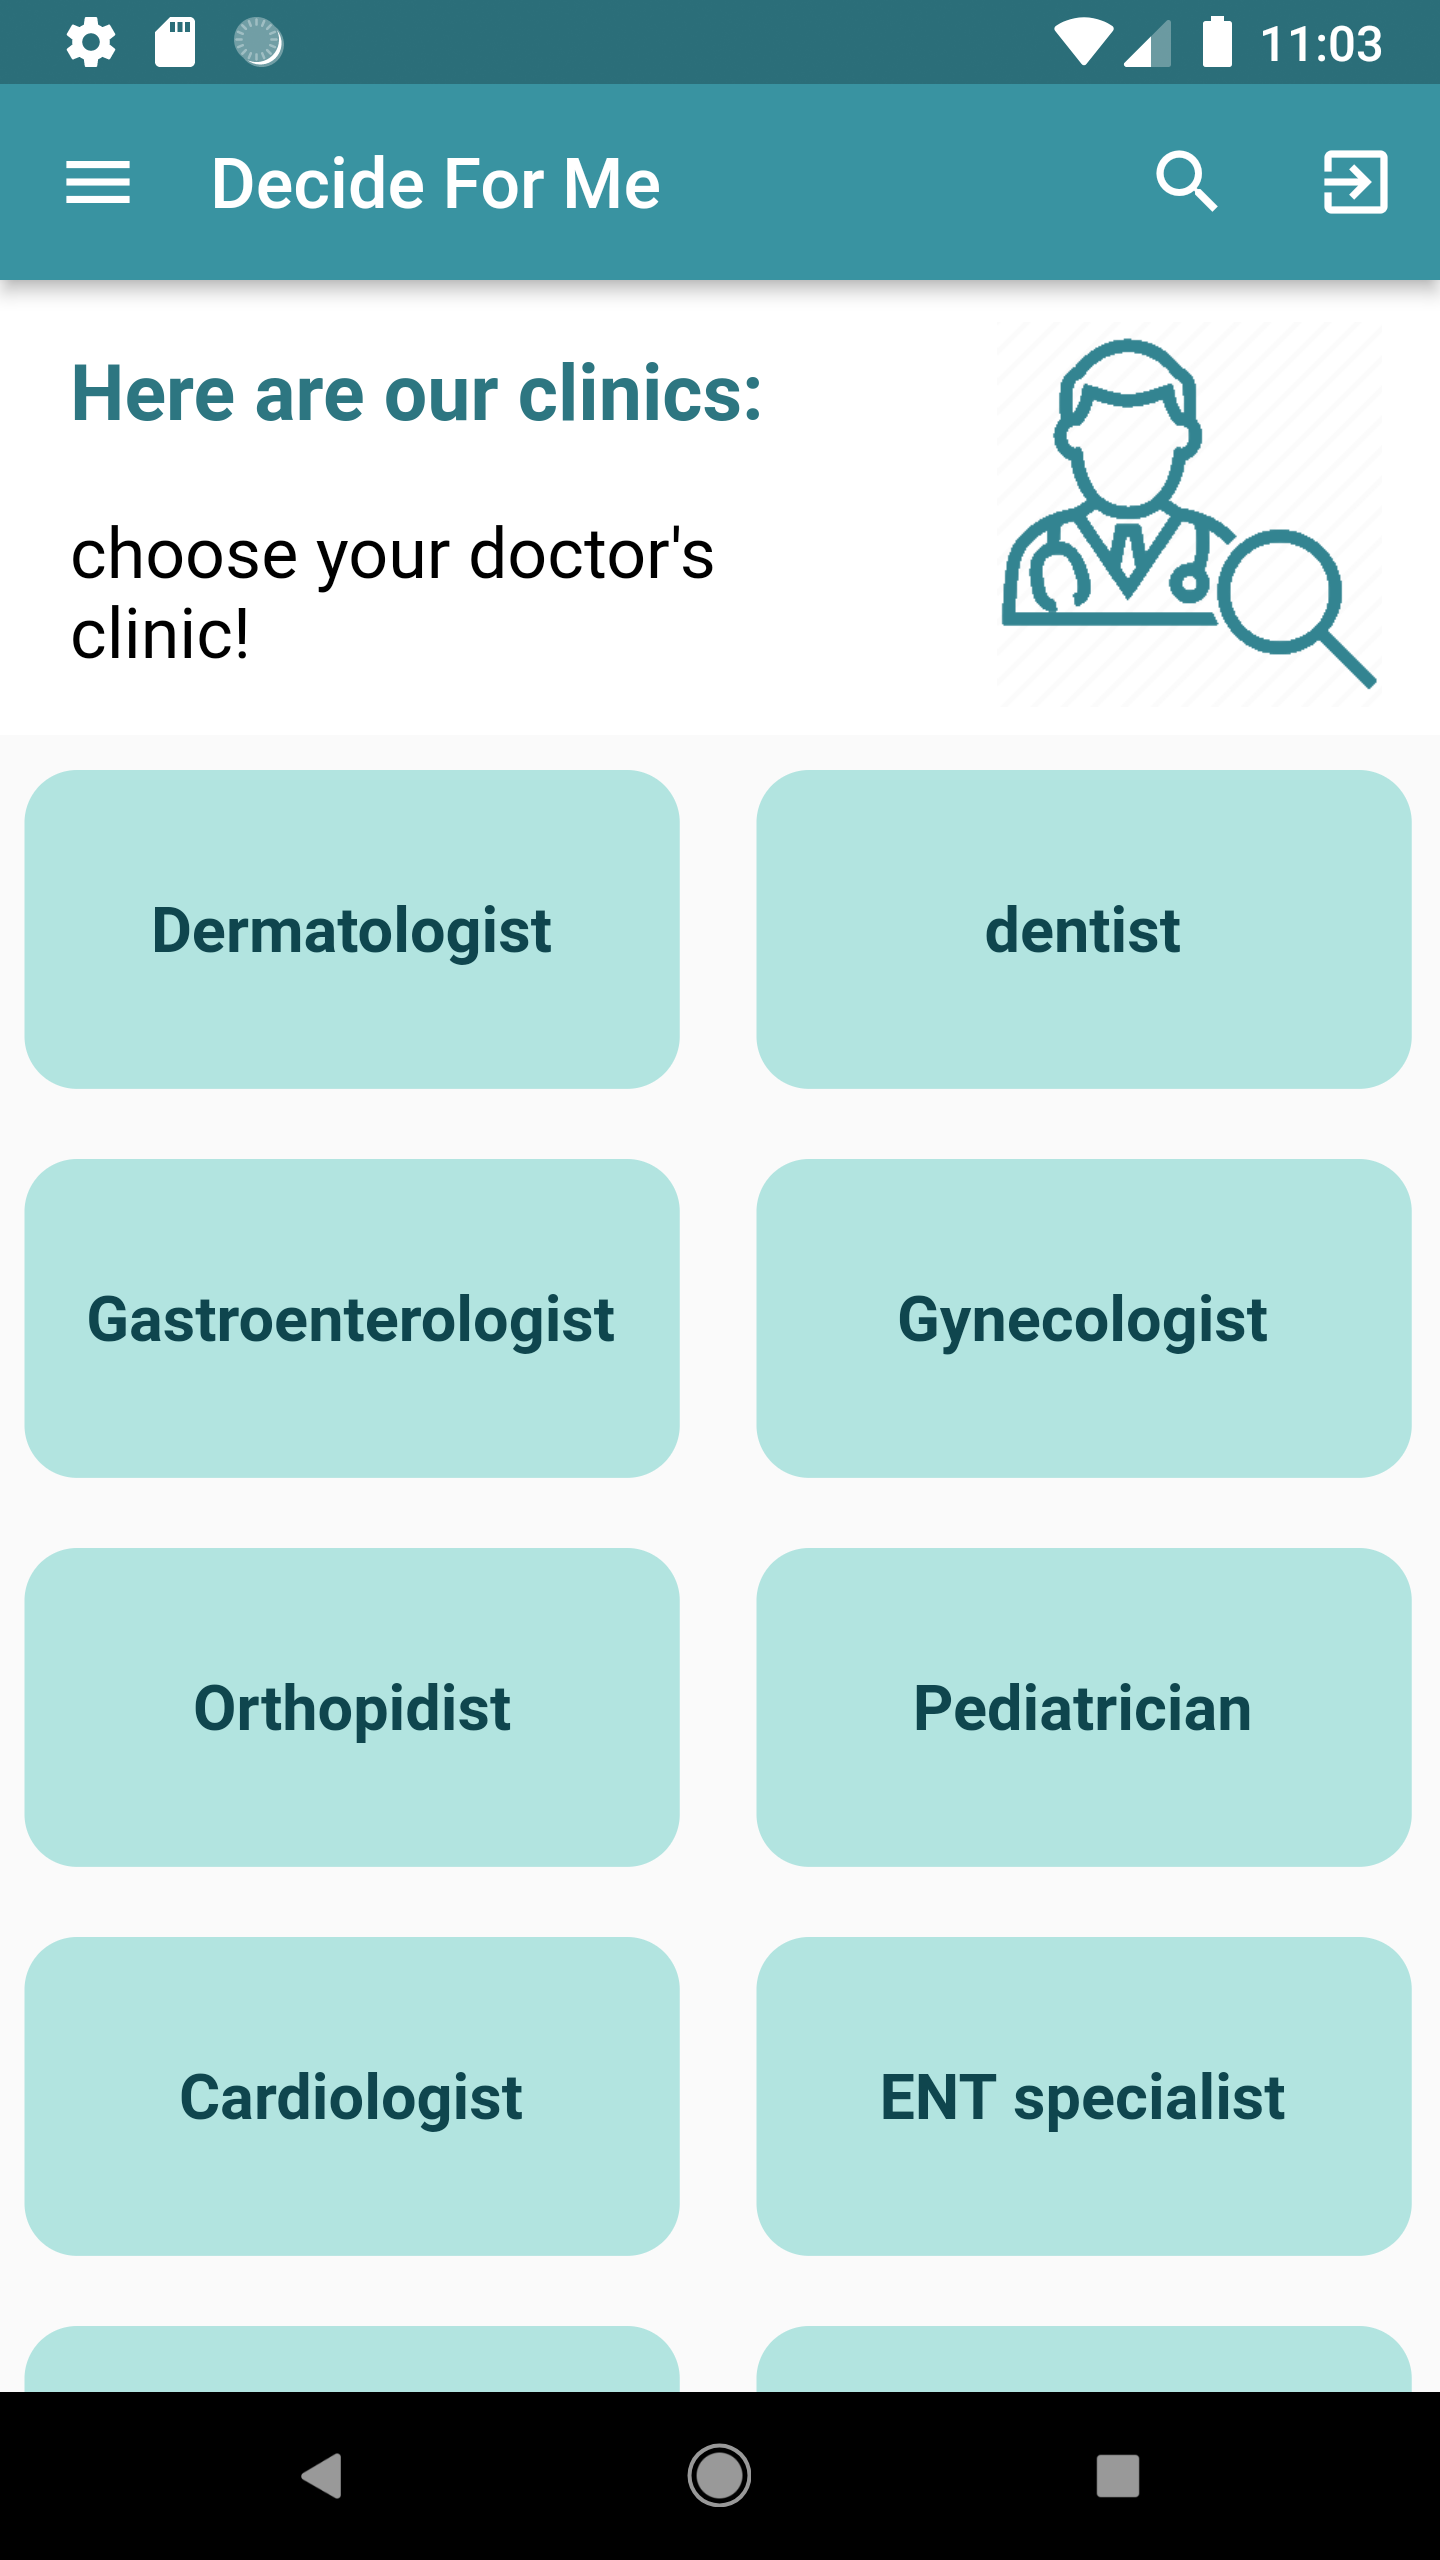 11:03
Decide For Me
Here are our clinics:
choose your doctor's
clinic!
Dermatologist
dentist
Gastroenterologist
Gynecologist
Orthopidist
Pediatrician
Cardiologist
ENT specialist